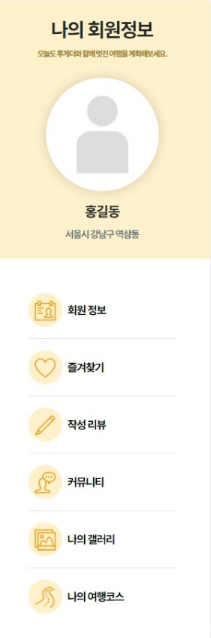 나의 회원정보
오늘도 투게더와 함께 멋진 여행을 계획해보세요.
홍길동
서울시 강남구 역삼동
회원 정보
즐겨찾기
작성 리뷰
커뮤니티
나의 갤러리
나의 여행코스